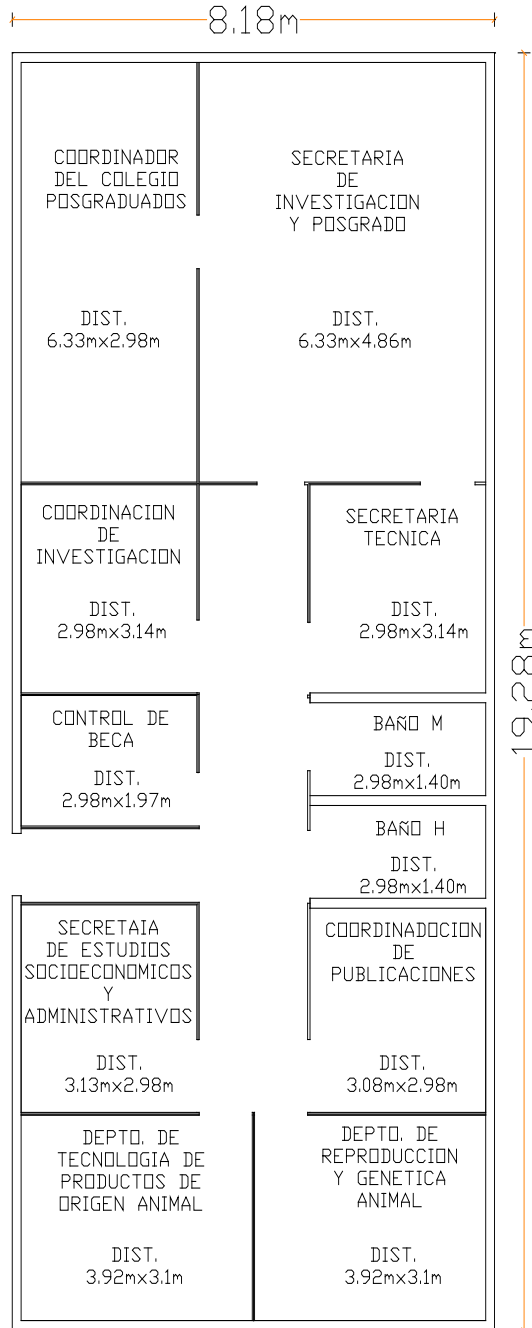 8.18m
COORDINADOR
DEL COLEGIO
POSGRADUADOS
DIST.
6.33mx2.98m
SECRETARIA
DE
INVESTIGACION
Y POSGRADO
DIST.
6.33mx4.86m
COORDINACION
DE
INVESTIGACION
DIST.
2.98mx3.14m
SECRETARIA
TECNICA
DIST.
2.98mx3.14m
19.28m
CONTROL DE
BECA
DIST.
2.98mx1.97m
BAÑO M
DIST.
2.98mx1.40m
BAÑO H
DIST.
2.98mx1.40m
SECRETAIA
DE ESTUDIOS
SOCIOECONOMICOS
Y
ADMINISTRATIVOS
DIST.
3.13mx2.98m
COORDINADOCION
DE
PUBLICACIONES
DIST.
3.08mx2.98m
DEPTO. DE
TECNOLOGIA DE
PRODUCTOS DE
ORIGEN ANIMAL
DIST.
3.92mx3.1m
DEPTO. DE
REPRODUCCION
Y GENETICA
ANIMAL
DIST.
3.92mx3.1m